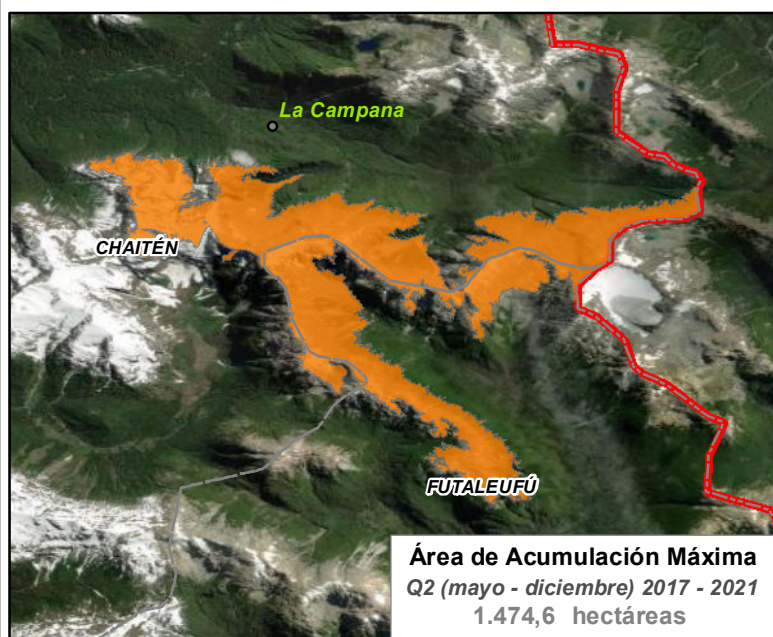 La Campana
CHAITÉN
FUTALEUFÚ
Área de Acumulación Máxima
Q2 (mayo - diciembre) 2017 - 2021
1.474,6 hectáreas